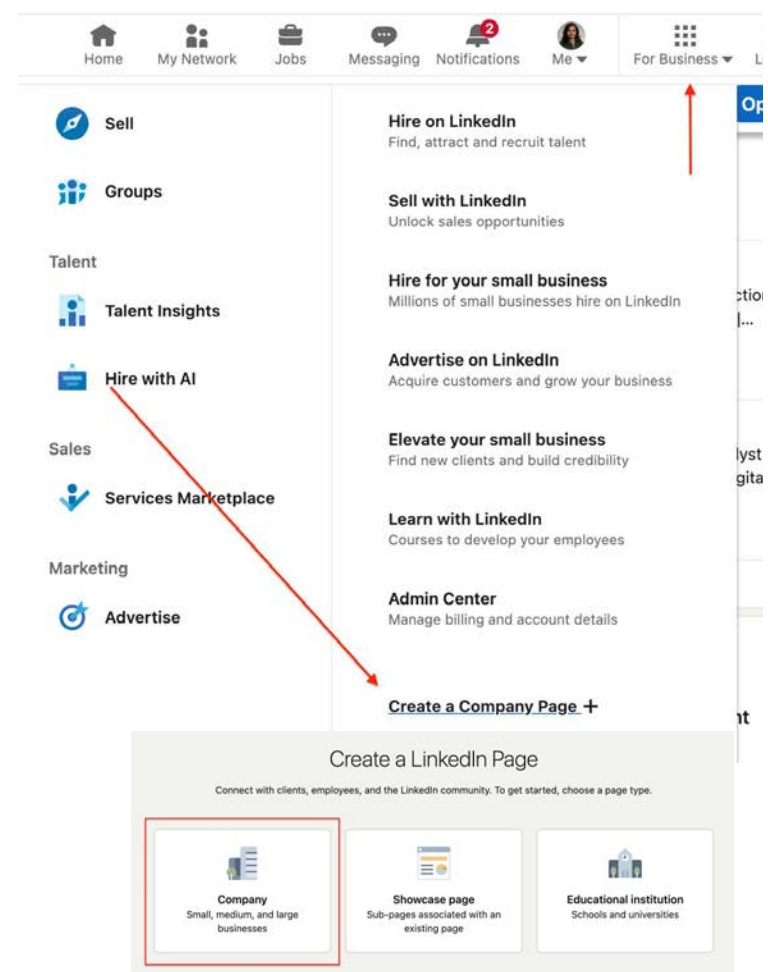 2
Home
My Network
Jobs
Messaging
Notifications
Me
For Business
Sell
Groups
Talent
Talent Insights
Hire with AI
Sales
Services Marketplace
Marketing
Advertise
Hire on LinkedIn
Find, attract and recruit talent
Sell with LinkedIn
Unlock sales opportunities
Hire for your small business
Millions of small businesses hire on LinkedIn
Advertise on LinkedIn
Acquire customers and grow your business
Elevate your small business
Find new clients and build credibility
Learn with LinkedIn
Courses to develop your employees
Admin Center
Manage billing and account details
Create a Company Page +
Create a LinkedIn Page
Connect with clients, employees, and the LinkedIn community. To get started, choose a page type.
Company
Small, medium, and large
businesses
Showcase page
Sub-pages associated with an
existing page
Educational institution
Schools and universities